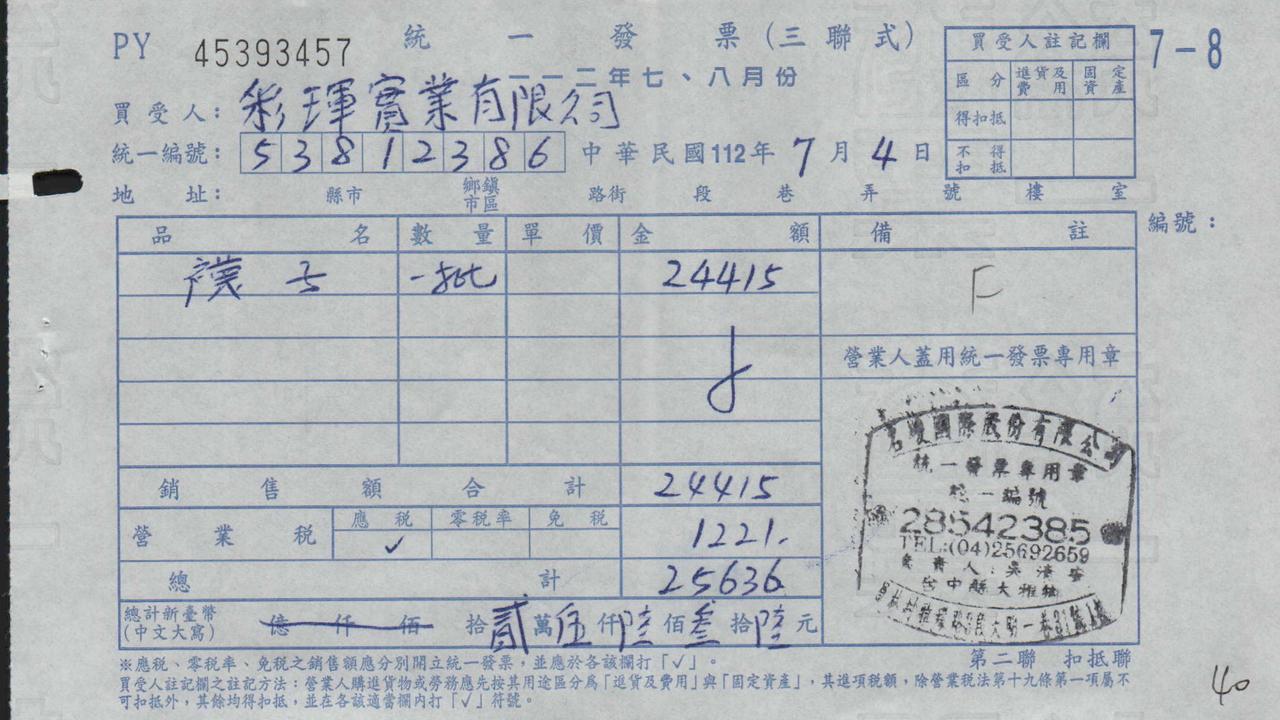 PY 45393457 統一發票(三聯式) 7-8
一一二年七、八月份
買受人註記欄
區分 進貨及費用 固定資產
得扣抵
不得扣抵
買受人: 彩琿實業有限公司
統一編號: 53812386 中華民國112年7月4日
地址: 縣市 鄉鎮市區 路街 段 巷 弄 號 樓 室
編號:
品名 數量 單價 金額 備註
襪子 一批 24415 F
營業人蓋用統一發票專用章
國際股份有限公司
統一發票專用章
統一編號
28542385
TEL:(04)25692659
負責人:吳
台中縣大雅
銷售額合計 24415
營業稅 應稅 ✓ 零稅率 免稅 1221.
總計 25636
總計新臺幣(中文大寫) 億仟佰拾貳萬伍仟陸佰叁拾陸元
第二聯 扣抵聯
※應稅、零稅率、免稅之銷售額應分別開立統一發票,並應於各該欄打「✓」。
買受人註記欄之註記方法:營業人購進貨物或勞務應先按其用途區分為「進貨及費用」與「固定資產」,其進項稅額,除營業稅法第十九條第一項屬不
可扣抵外,其餘均得扣抵,並在各該適當欄內打「✓」符號。
40